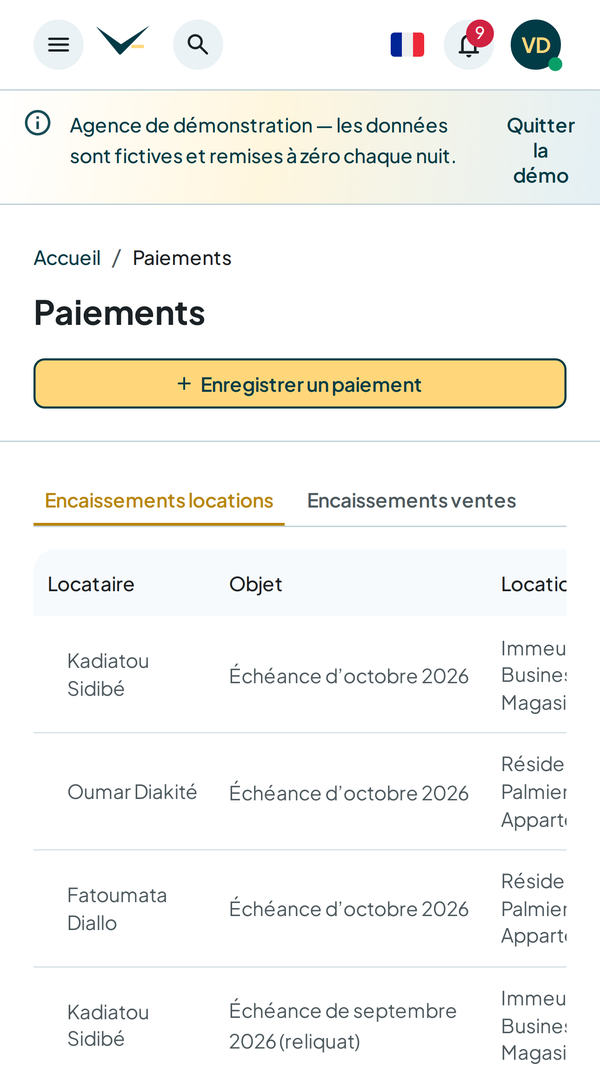 9
VD
Agence de démonstration — les données
sont fictives et remises à zéro chaque nuit.
Quitter
la
démo
Accueil / Paiements
Paiements
+ Enregistrer un paiement
Encaissements locations
Encaissements ventes
Locataire
Objet
Kadiatou
Sidibé
Échéance d’octobre 2026
Oumar Diakité
Échéance d’octobre 2026
Fatoumata
Diallo
Échéance d’octobre 2026
Kadiatou
Sidibé
Échéance de septembre
2026 (reliquat)